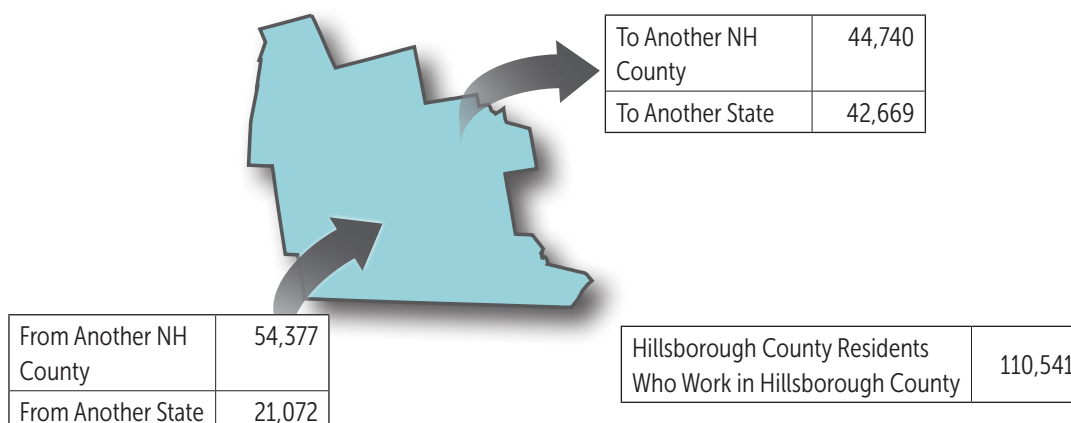 To Another NH
County
44,740
To Another State 42,669
From Another NH
County
54,377
From Another State 21,072
Hillsborough County Residents
Who Work in Hillsborough County
110,541